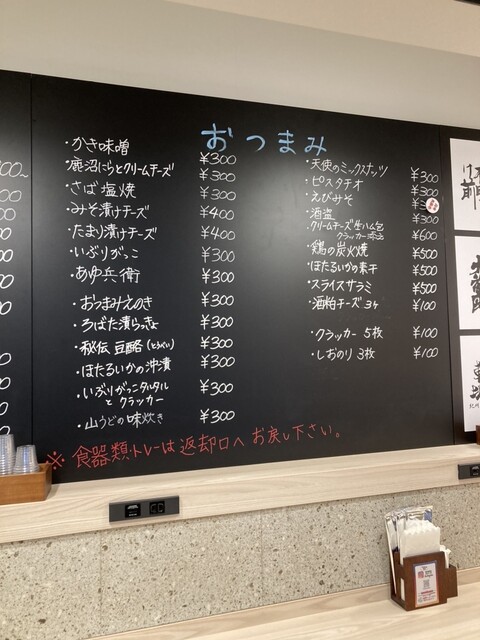 おつまみ
・かき味噌 ¥300
・鹿沼にらとクリームチーズ ¥300
・さば塩焼 ¥300
・みそ漬けチーズ ¥400
・たまり漬けチーズ ¥400
・いぶりがっこ ¥300
・あゆ兵衛 ¥300
・おつまみえのき ¥300
・ろばた漬らっきょ ¥300
・秘伝 豆酩(とうべい) ¥300
・ほたるいかの沖漬 ¥300
・いぶりがっこタルタル
とクラッカー ¥300
・山うどの味炊き ¥300
・天使のミックスナッツ ¥300
・ピスタチオ ¥300
・えびみそ
・酒盗 ¥300
・クリームチーズ生ハム包
クラッカー添え ¥600
・鶏の炭火焼 ¥500
・ほたるいかの素干 ¥500
・スライスサラミ ¥500
・酒粕チーズ 3ヶ ¥100
・クラッカー 5枚 ¥100
・しおのり 3枚 ¥100
※ 食器類トレーは返却口へお戻し下さい。